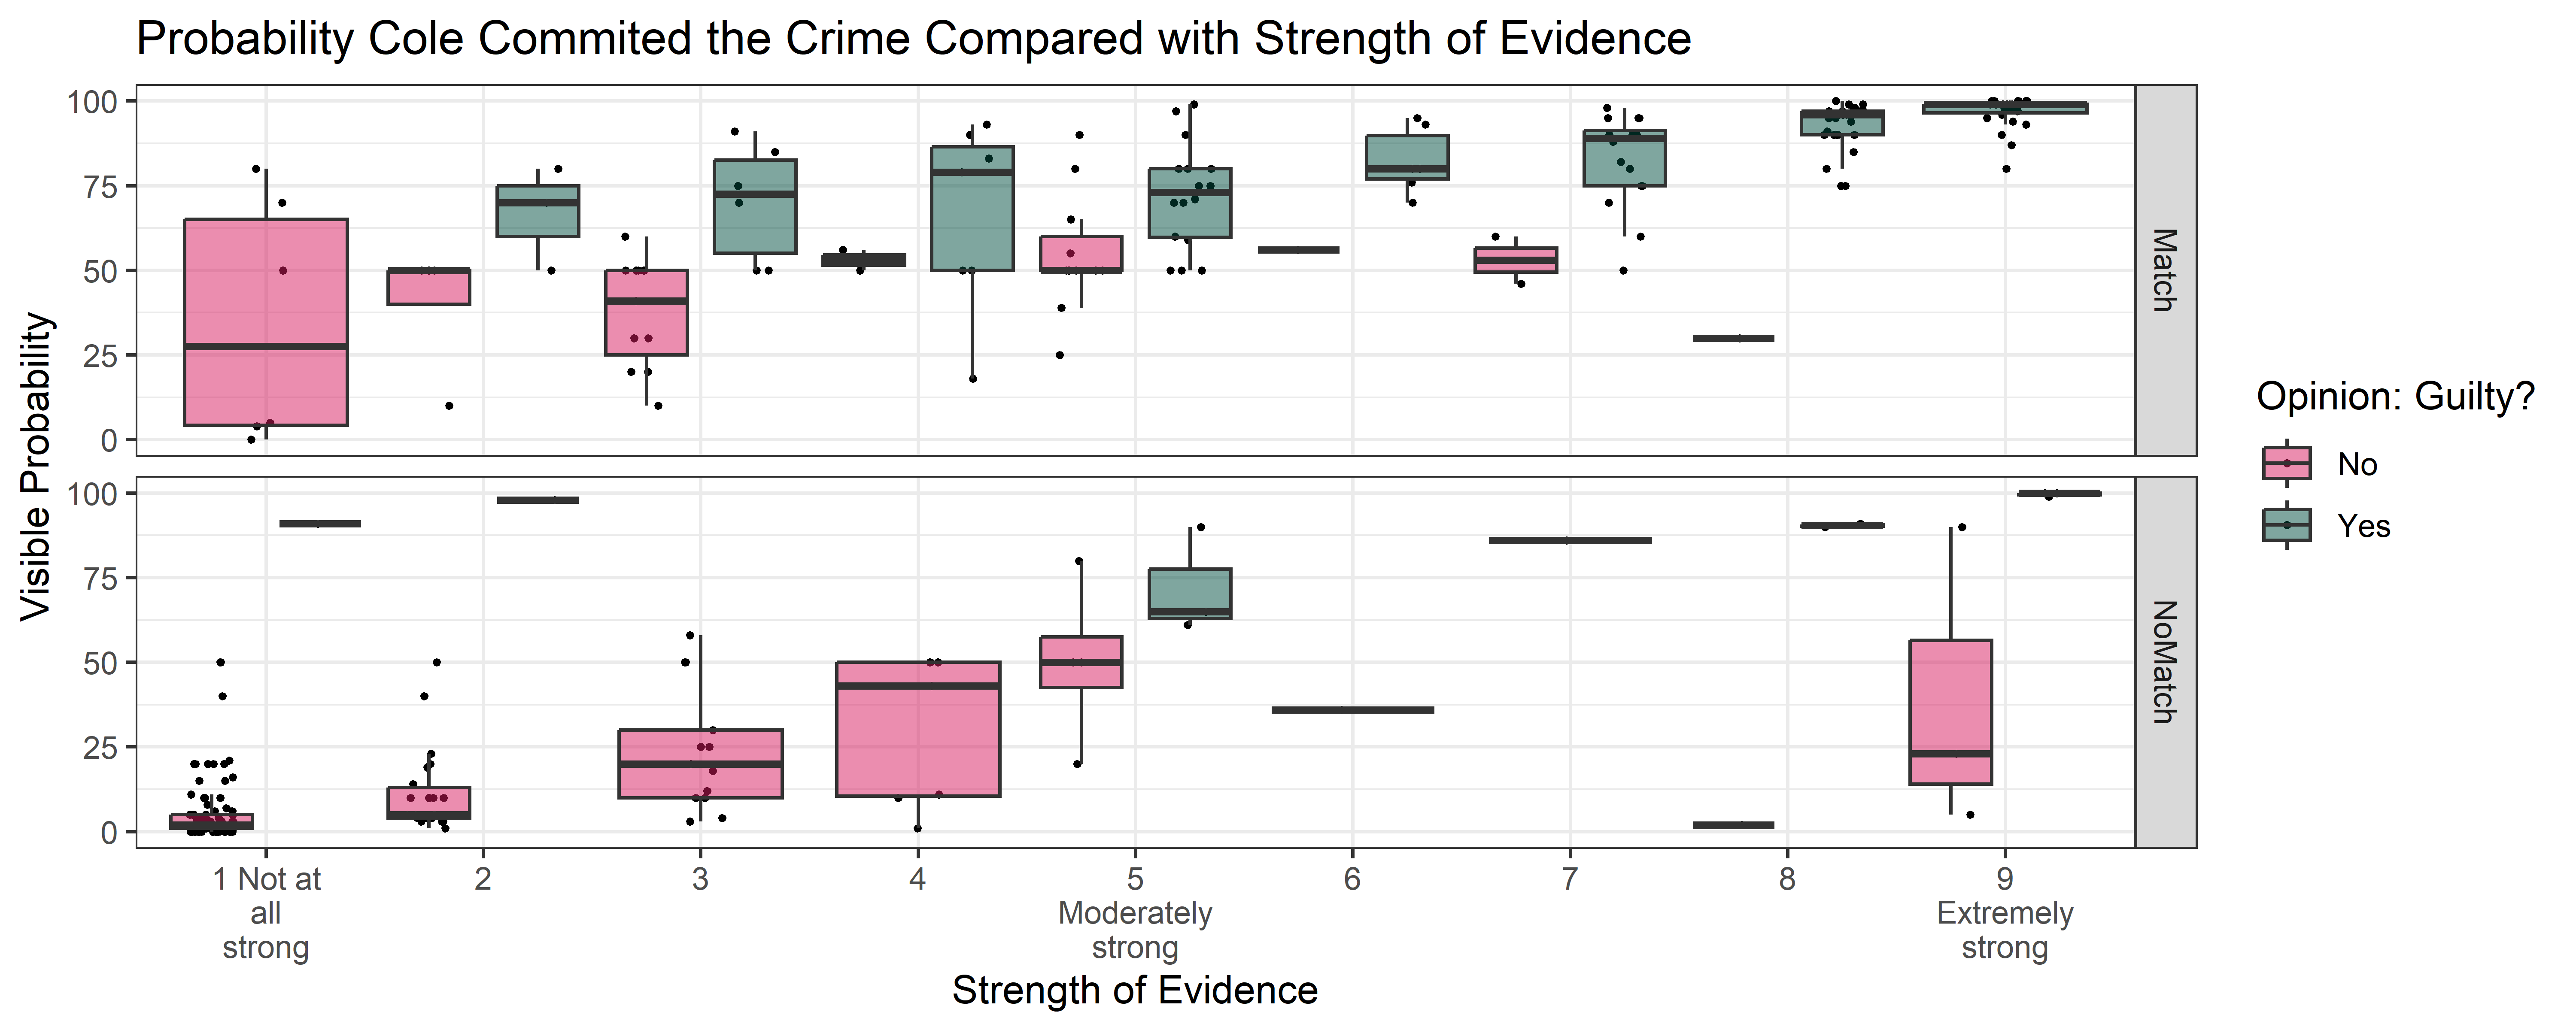 Probability Cole Commited the Crime Compared with Strength of Evidence
Visible Probability
100
75
50
25
0
Match
100
75
50
25
0
NoMatch
1 Not at
all
strong
2
3
4
5
Moderately
strong
6
7
8
9
Extremely
strong
Strength of Evidence
Opinion: Guilty?
No
Yes